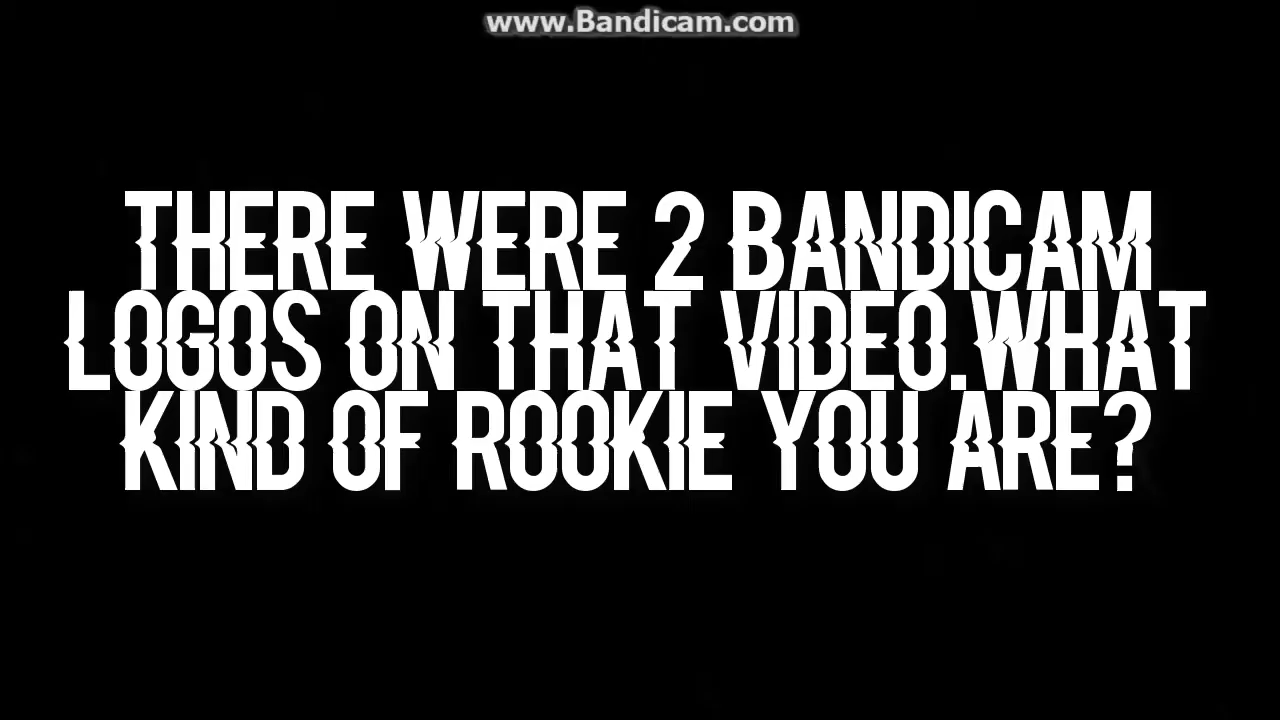 www.Bandicam.com
THERE WERE 2 BANDICAM
LOGOS ON THAT VIDEO.WHAT
KIND OF ROOKIE YOU ARE?